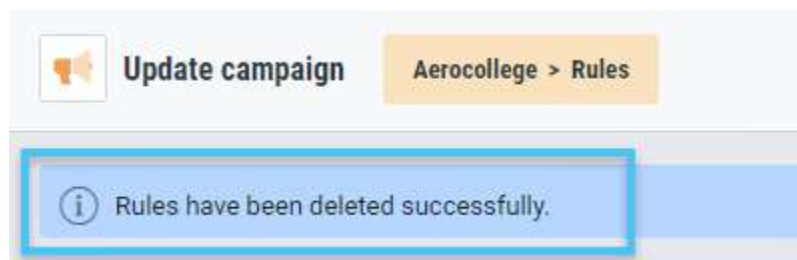 Update campaign Aerocollege > Rules
Rules have been deleted successfully.